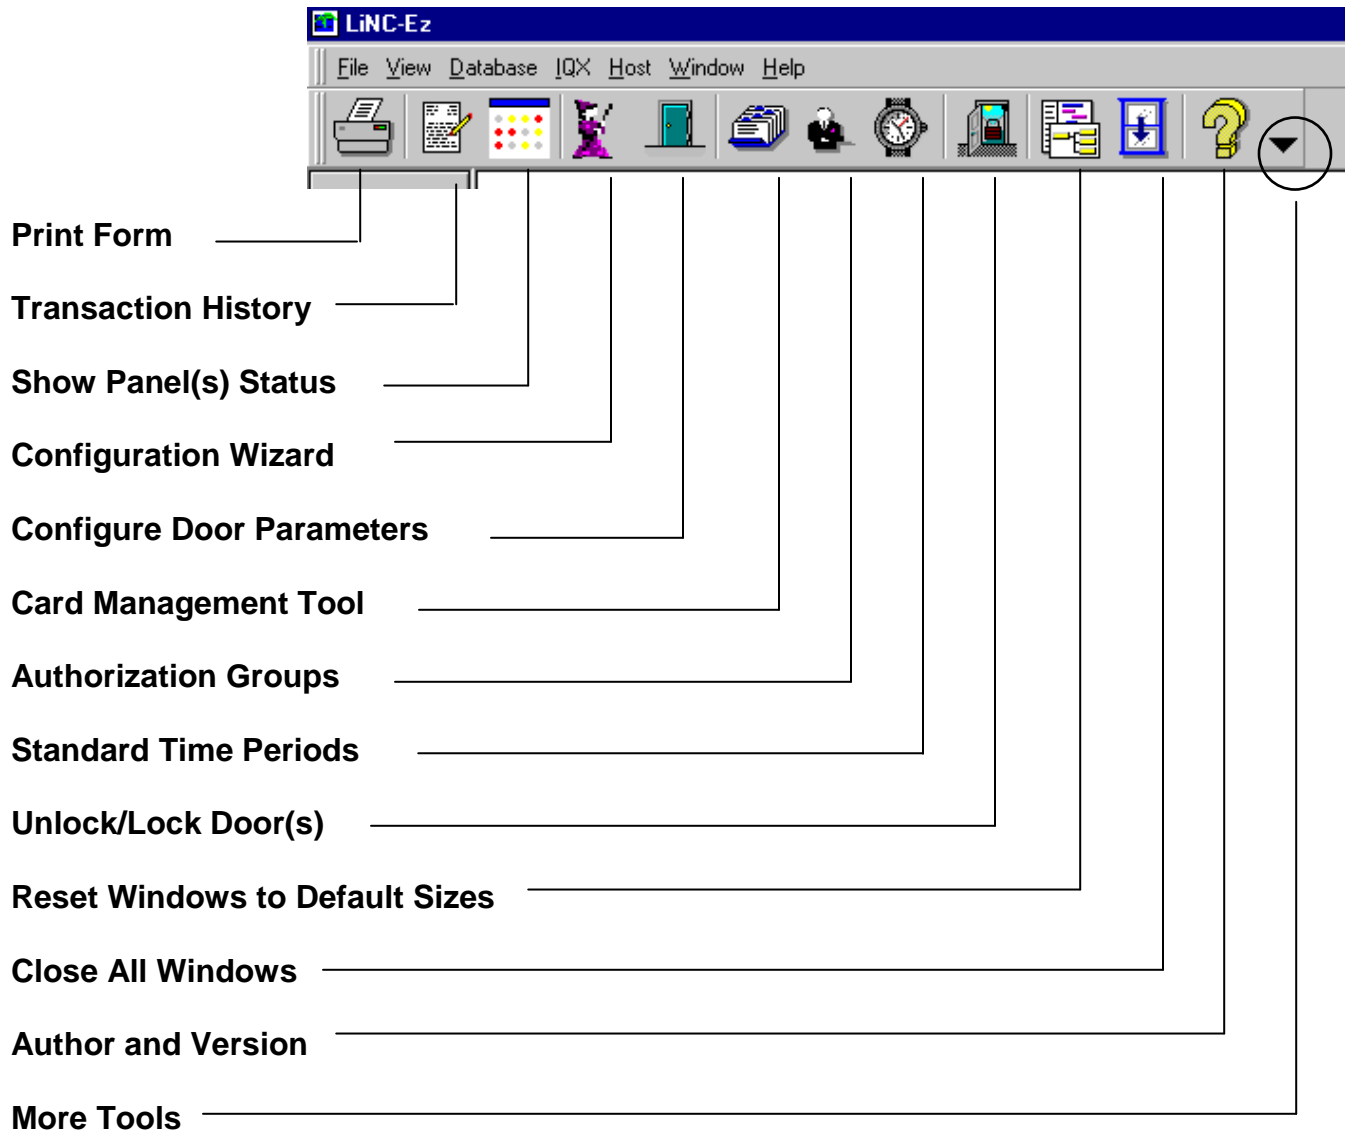 LiNC-Ez
File View Database IQX Host Window Help
Print Form
Transaction History
Show Panel(s) Status
Configuration Wizard
Configure Door Parameters
Card Management Tool
Authorization Groups
Standard Time Periods
Unlock/Lock Door(s)
Reset Windows to Default Sizes
Close All Windows
Author and Version
More Tools